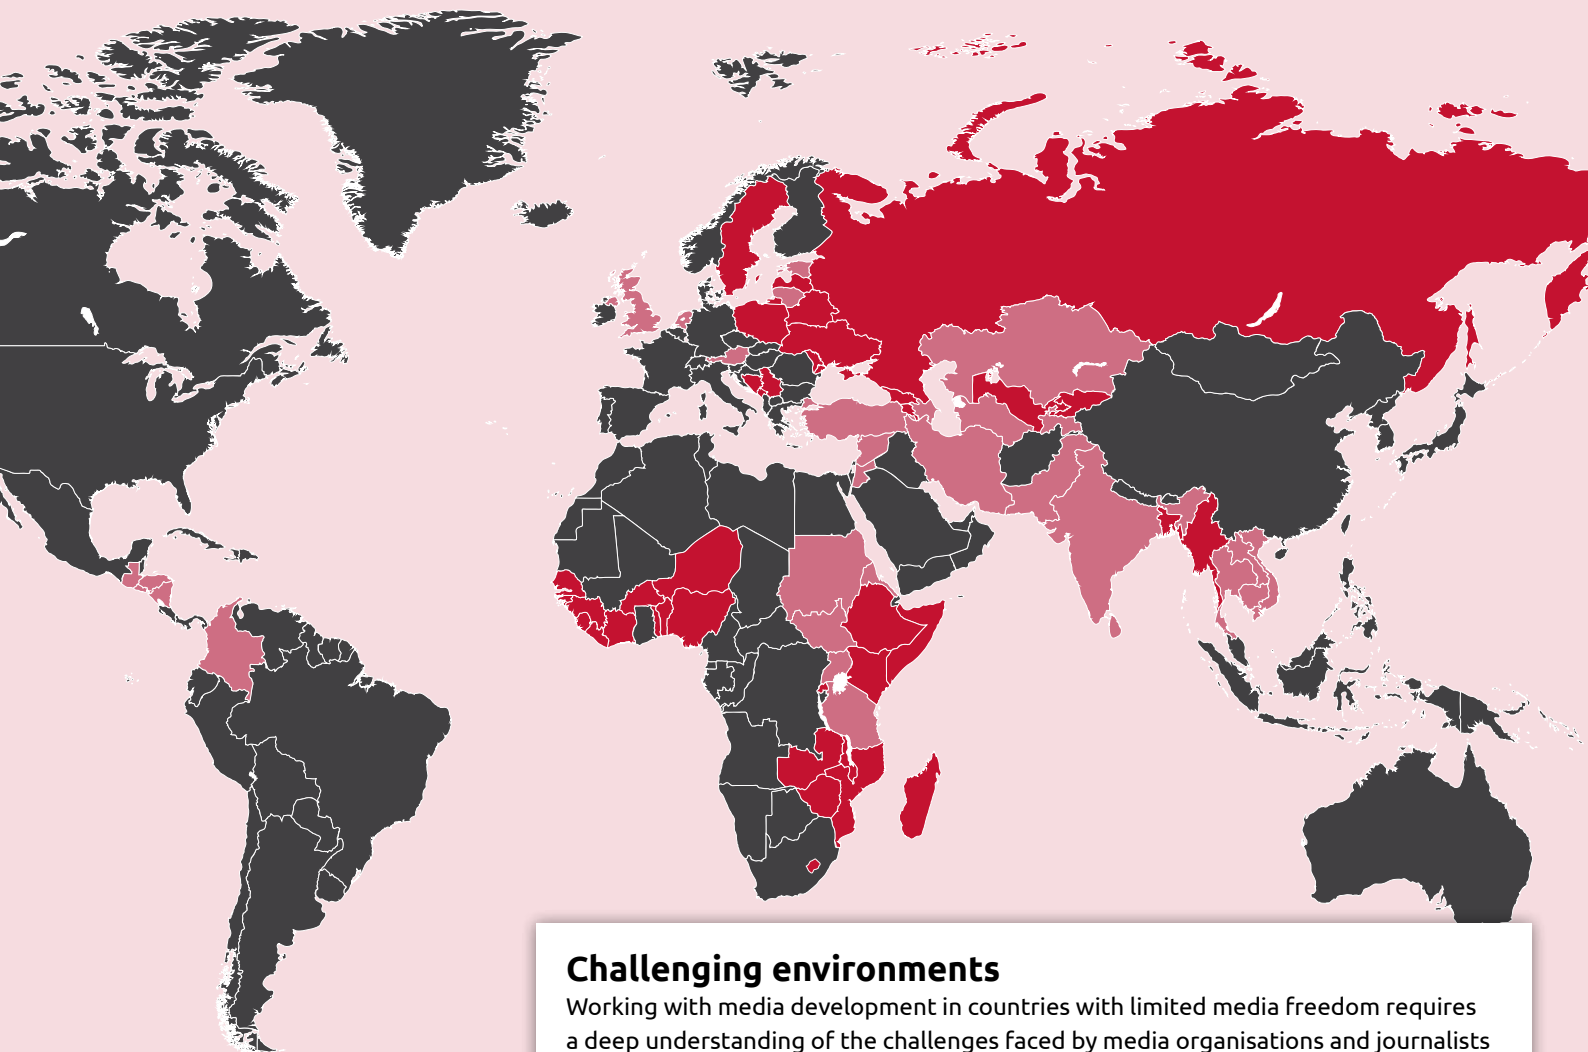 Challenging environments
Working with media development in countries with limited media freedom requires
a deep understanding of the challenges faced by media organisations and journalists